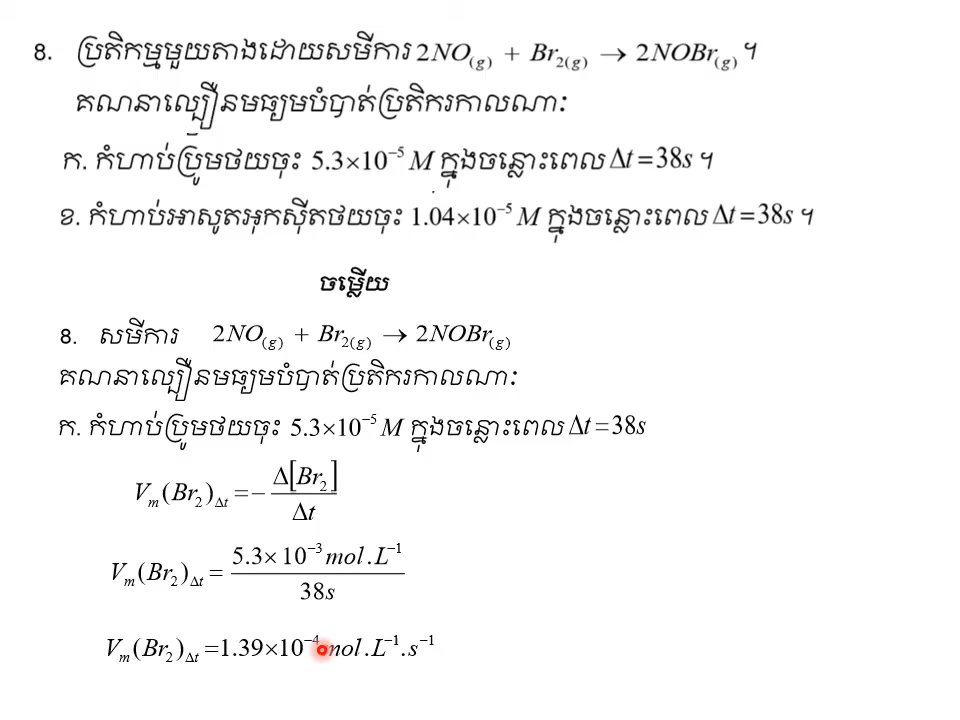 8. ប្រតិកម្មមួយតាងដោយសមីការ 2NO(g) + Br2(g) → 2NOBr(g) ។
គណនាល្បឿនមធ្យមបំបាត់ប្រតិករកាលណា:
ក. កំហាប់ប្រូមថយចុះ 5.3×10⁻⁵ M ក្នុងចន្លោះពេល Δt=38s ។
ខ. កំហាប់អាសូតអុកស៊ីតថយចុះ 1.04×10⁻⁵ M ក្នុងចន្លោះពេល Δt=38s ។
ចម្លើយ
8. សមីការ 2NO(g) + Br2(g) → 2NOBr(g)
គណនាល្បឿនមធ្យមបំបាត់ប្រតិករកាលណា:
ក. កំហាប់ប្រូមថយចុះ 5.3×10⁻⁵ M ក្នុងចន្លោះពេល Δt=38s
Vm(Br2)Δt = − Δ[Br2] / Δt
Vm(Br2)Δt = 5.3×10⁻³ mol.L⁻¹ / 38s
Vm(Br2)Δt =1.39×10⁻⁴ mol.L⁻¹.s⁻¹